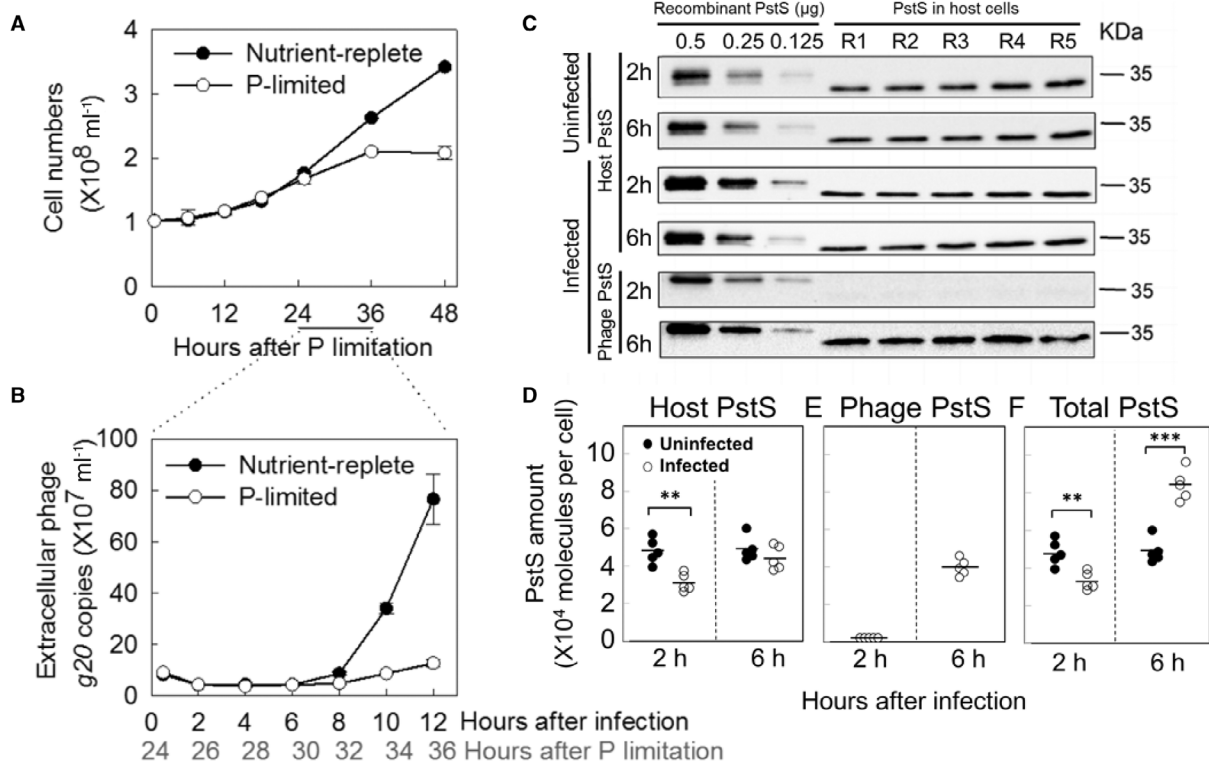 A
Cell numbers
(X10⁸ ml⁻¹)
4
3
2
1
0
Nutrient-replete
P-limited
0 12 24 36 48
Hours after P limitation
B
Extracellular phage
g20 copies (X10⁷ ml⁻¹)
100
80
60
40
20
0
Nutrient-replete
P-limited
0 2 4 6 8 10 12 Hours after infection
24 26 28 30 32 34 36 Hours after P limitation
C
Recombinant PstS (µg) PstS in host cells
0.5 0.25 0.125 R1 R2 R3 R4 R5 KDa
Uninfected
Infected
Host PstS
Phage PstS
2h 35
6h 35
2h 35
6h 35
2h 35
6h 35
D Host PstS E Phage PstS F Total PstS
PstS amount
(X10⁴ molecules per cell)
10
8
6
4
2
0
Uninfected
Infected
**
**
***
2 h 6 h 2 h 6 h 2 h 6 h
Hours after infection